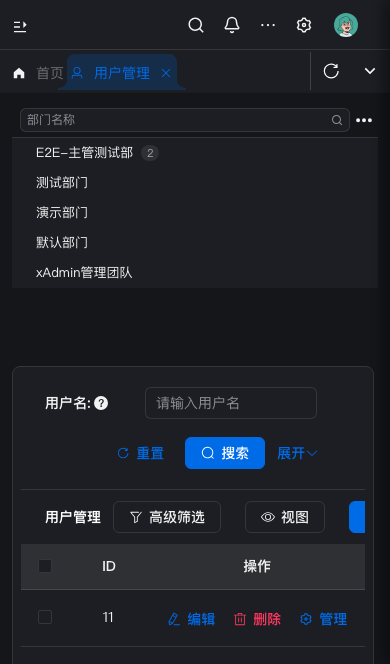 首页 用户管理
部门名称
E2E-主管测试部 2
测试部门
演示部门
默认部门
xAdmin管理团队
用户名: 请输入用户名
重置 搜索 展开
用户管理 高级筛选 视图
ID 操作
11 编辑 删除 管理